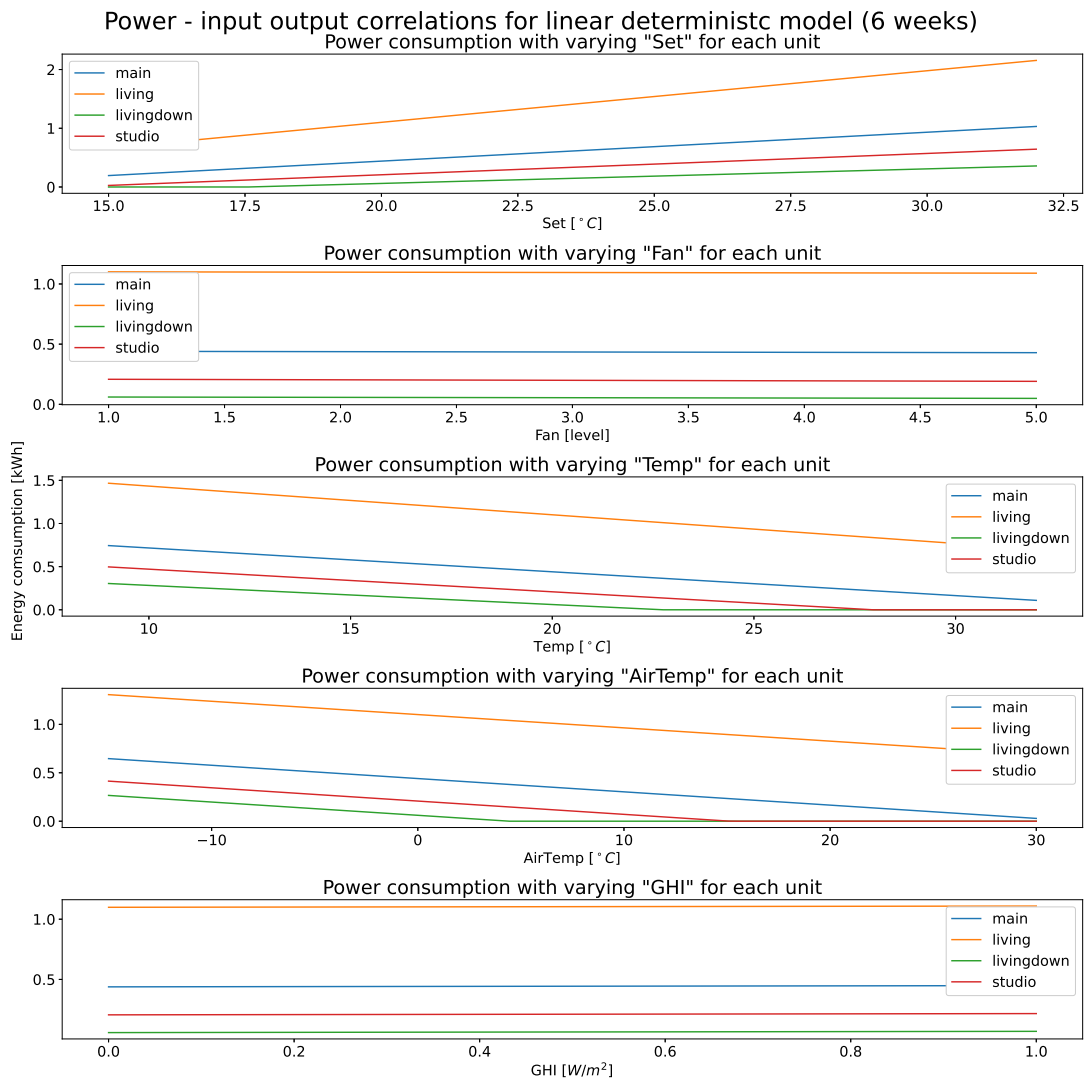 Power - input output correlations for linear deterministc model (6 weeks)
Power consumption with varying "Set" for each unit
main
living
livingdown
studio
2
1
0
15.0 17.5 20.0 22.5 25.0 27.5 30.0 32.5
Set [°C]
Power consumption with varying "Fan" for each unit
main
living
livingdown
studio
1.0
0.5
0.0
1.0 1.5 2.0 2.5 3.0 3.5 4.0 4.5 5.0
Fan [level]
Energy comsumption [kWh]
Power consumption with varying "Temp" for each unit
main
living
livingdown
studio
1.5
1.0
0.5
0.0
10 15 20 25 30
Temp [°C]
Power consumption with varying "AirTemp" for each unit
main
living
livingdown
studio
1.0
0.5
0.0
−10 0 10 20 30
AirTemp [°C]
Power consumption with varying "GHI" for each unit
main
living
livingdown
studio
1.0
0.5
0.0 0.2 0.4 0.6 0.8 1.0
GHI [W/m²]